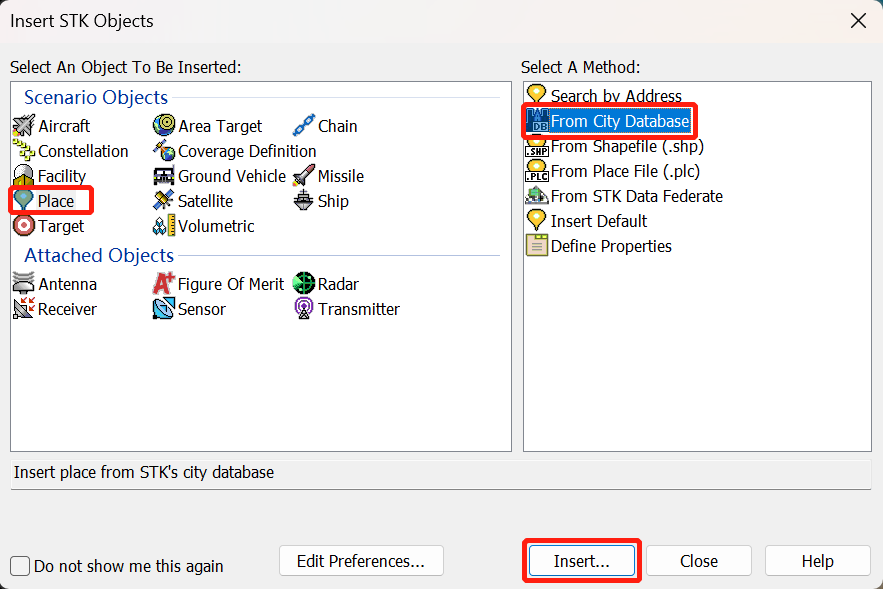 Insert STK Objects
Select An Object To Be Inserted:
Scenario Objects
Aircraft Area Target Chain
Constellation Coverage Definition
Facility Ground Vehicle Missile
Place Satellite Ship
Target Volumetric
Attached Objects
Antenna Figure Of Merit Radar
Receiver Sensor Transmitter
Select A Method:
Search by Address
DB From City Database
.SHP From Shapefile (.shp)
.PLC From Place File (.plc)
From STK Data Federate
Insert Default
Define Properties
Insert place from STK's city database
Do not show me this again Edit Preferences... Insert... Close Help